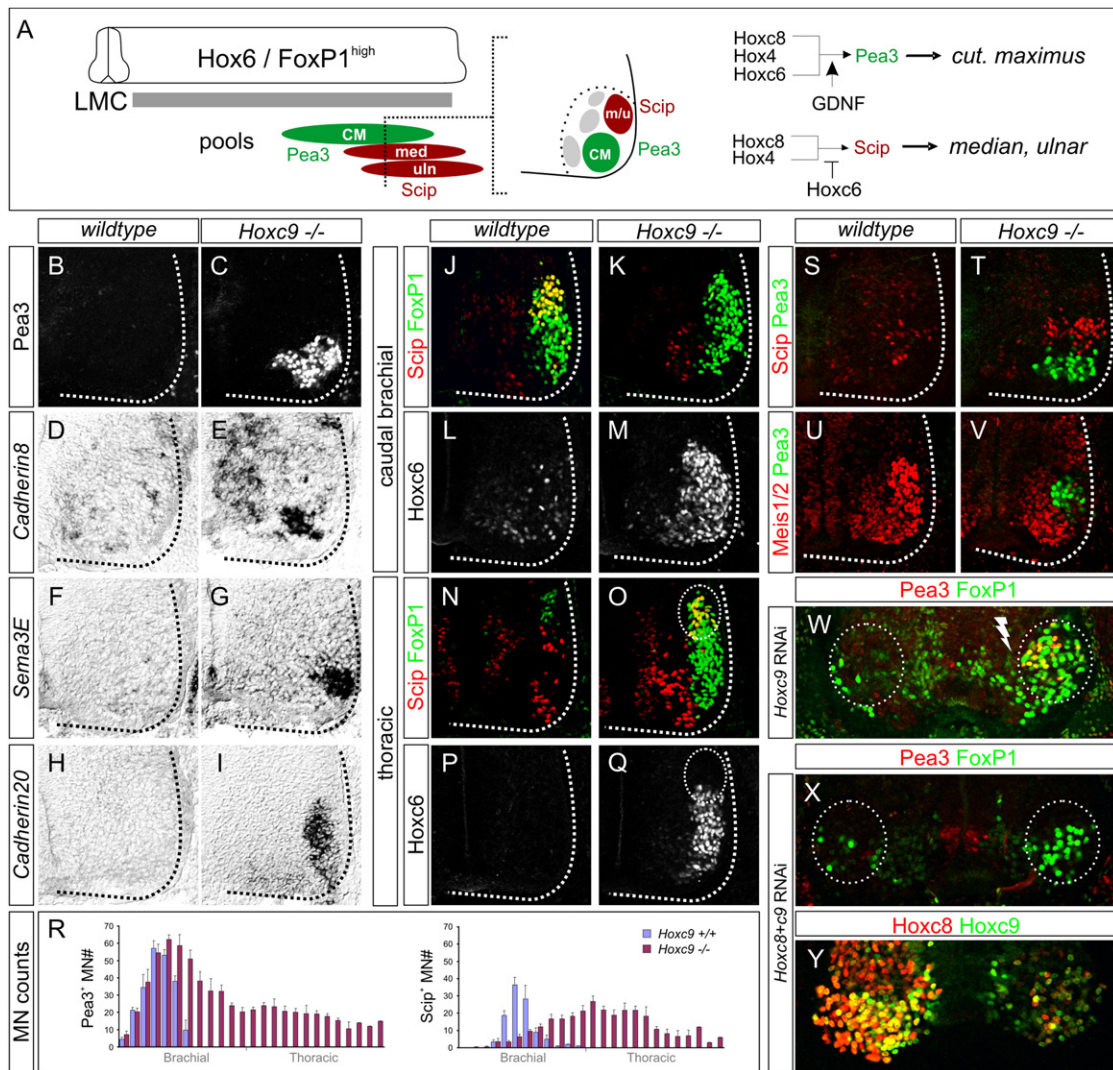 A
Hox6 / FoxP1high
LMC
pools
CM
Pea3
med
uln
Scip
m/u
Scip
CM
Pea3
Hoxc8
Hox4
Hoxc6
Pea3
cut. maximus
GDNF
Hoxc8
Hox4
Scip
median, ulnar
Hoxc6
wildtype
Hoxc9 -/-
wildtype
Hoxc9 -/-
wildtype
Hoxc9 -/-
Pea3
B
C
caudal brachial
Scip FoxP1
J
K
Scip Pea3
S
T
Cadherin8
D
E
Hoxc6
L
M
Meis1/2 Pea3
U
V
Sema3E
F
G
thoracic
Scip FoxP1
N
O
Pea3 FoxP1
Hoxc9 RNAi
W
Cadherin20
H
I
Hoxc6
P
Q
Pea3 FoxP1
Hoxc8+c9 RNAi
X
Hoxc8 Hoxc9
Y
MN counts
R
Pea3+ MN#
70
60
50
40
30
20
10
0
Brachial
Thoracic
Scip+ MN#
70
60
50
40
30
20
10
0
Brachial
Thoracic
Hoxc9 +/+
Hoxc9 -/-